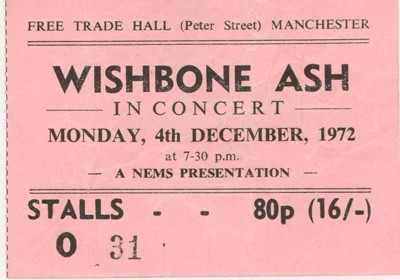 FREE TRADE HALL (Peter Street) MANCHESTER
WISHBONE ASH
IN CONCERT
MONDAY, 4th DECEMBER, 1972
at 7-30 p.m.
A NEMS PRESENTATION
STALLS - - 80p (16/-)
O 31